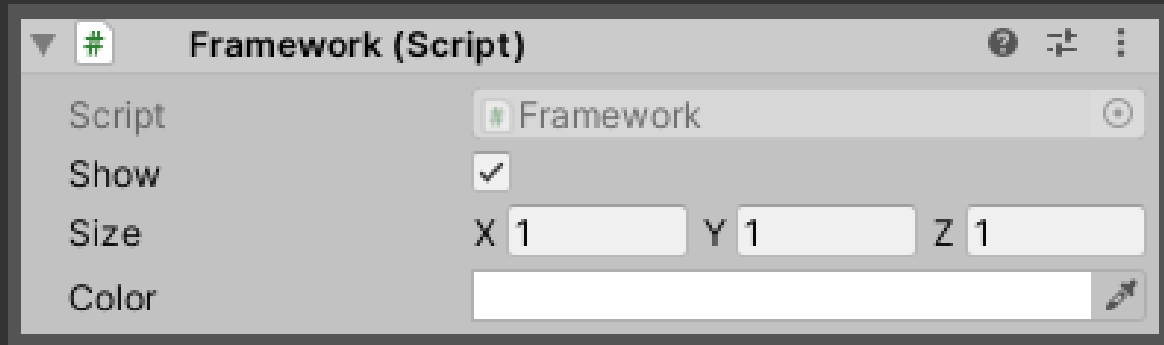 Framework (Script)
Script # Framework
Show
Size X 1 Y 1 Z 1
Color